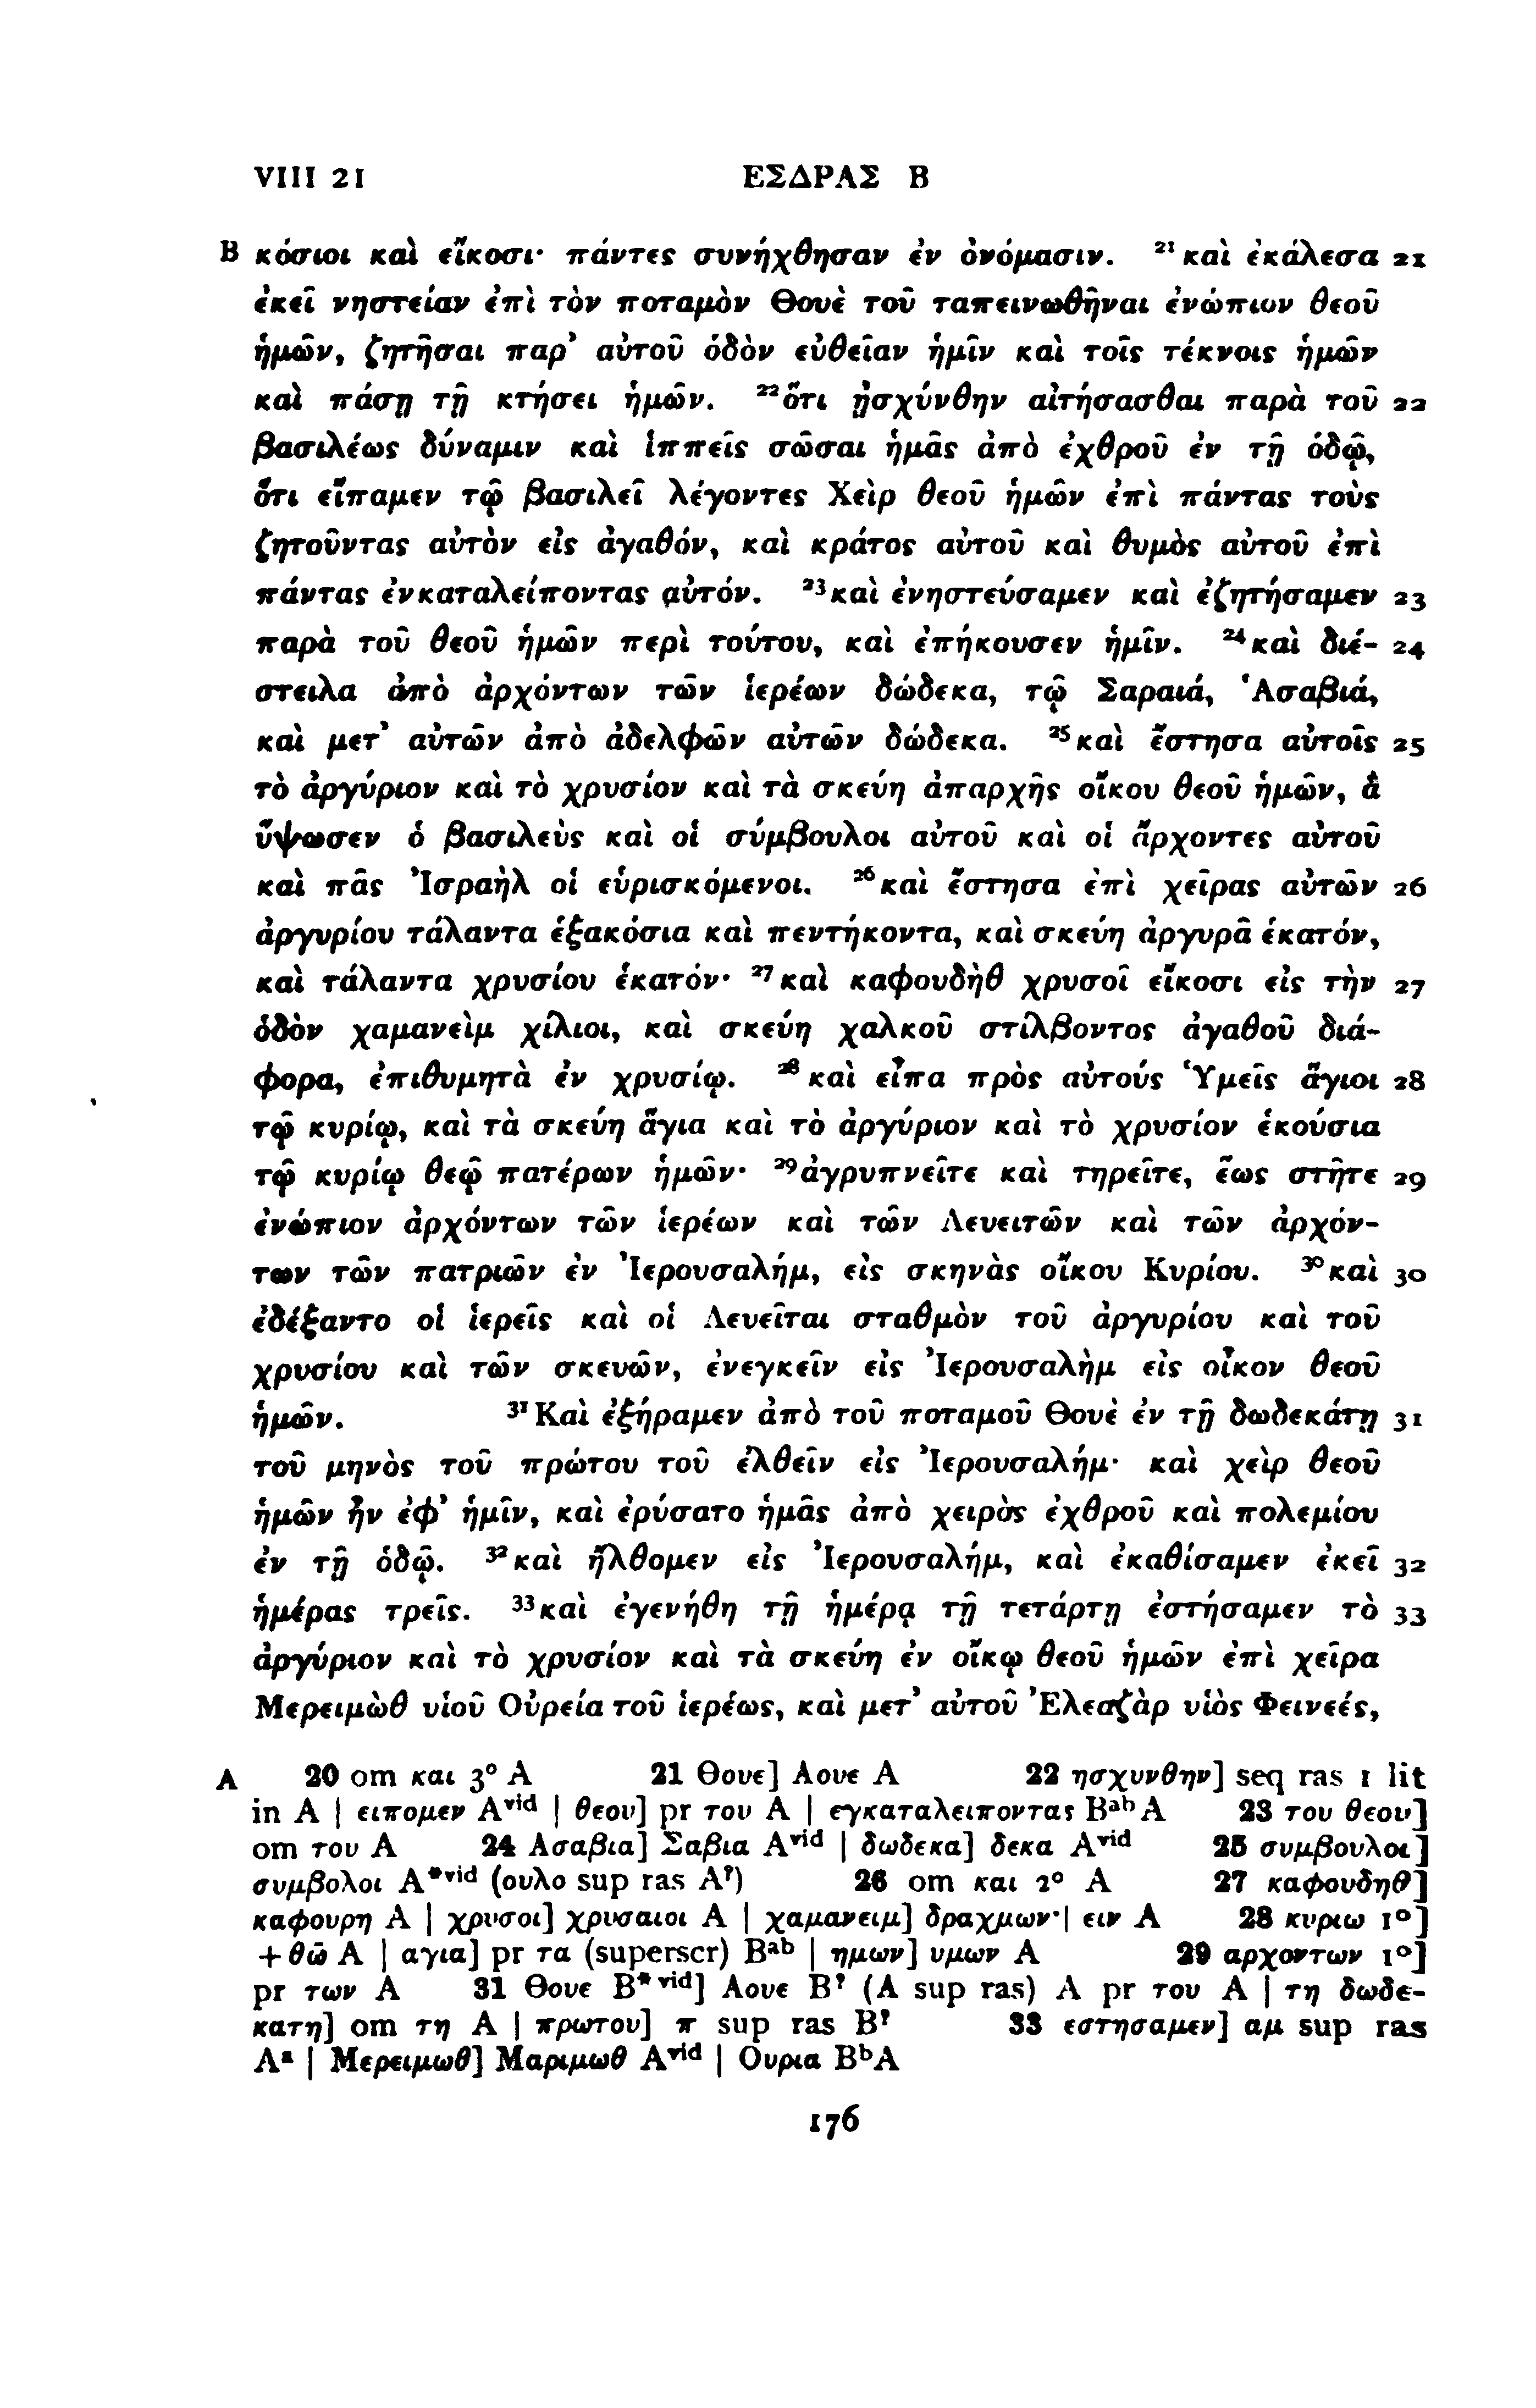 VIII 21 ΕΣΔΡΑΣ Β
B κόσιοι καὶ εἴκοσι· πάντες συνήχθησαν ἐν ὀνόμασιν. ²¹καὶ ἐκάλεσα 21
ἐκεῖ νηστείαν ἐπὶ τὸν ποταμὸν Θουὲ τοῦ ταπεινωθῆναι ἐνώπιον θεοῦ
ἡμῶν, ζητῆσαι παρ’ αὐτοῦ ὁδὸν εὐθεῖαν ἡμῖν καὶ τοῖς τέκνοις ἡμῶν
καὶ πάσῃ τῇ κτήσει ἡμῶν. ²²ὅτι ᾐσχύνθην αἰτήσασθαι παρὰ τοῦ 22
βασιλέως δύναμιν καὶ ἱππεῖς σῶσαι ἡμᾶς ἀπὸ ἐχθροῦ ἐν τῇ ὁδῷ,
ὅτι εἴπαμεν τῷ βασιλεῖ λέγοντες Χεὶρ θεοῦ ἡμῶν ἐπὶ πάντας τοὺς
ζητοῦντας αὐτὸν εἰς ἀγαθόν, καὶ κράτος αὐτοῦ καὶ θυμὸς αὐτοῦ ἐπὶ
πάντας ἐνκαταλείποντας αὐτόν. ²³καὶ ἐνηστεύσαμεν καὶ ἐζητήσαμεν 23
παρὰ τοῦ θεοῦ ἡμῶν περὶ τούτου, καὶ ἐπήκουσεν ἡμῖν. ²⁴καὶ διέ- 24
στειλα ἀπὸ ἀρχόντων τῶν ἱερέων δώδεκα, τῷ Σαραιά, Ἁσαβιά,
καὶ μετ’ αὐτῶν ἀπὸ ἀδελφῶν αὐτῶν δώδεκα. ²⁵καὶ ἔστησα αὐτοῖς 25
τὸ ἀργύριον καὶ τὸ χρυσίον καὶ τὰ σκεύη ἀπαρχῆς οἴκου θεοῦ ἡμῶν, ἃ
ὕψωσεν ὁ βασιλεὺς καὶ οἱ σύμβουλοι αὐτοῦ καὶ οἱ ἄρχοντες αὐτοῦ
καὶ πᾶς Ἰσραὴλ οἱ εὑρισκόμενοι. ²⁶καὶ ἔστησα ἐπὶ χεῖρας αὐτῶν 26
ἀργυρίου τάλαντα ἑξακόσια καὶ πεντήκοντα, καὶ σκεύη ἀργυρᾶ ἑκατόν,
καὶ τάλαντα χρυσίου ἑκατόν· ²⁷καὶ καφουδὴθ χρυσοῖ εἴκοσι εἰς τὴν 27
ὁδὸν χαμανεὶμ χίλιοι, καὶ σκεύη χαλκοῦ στίλβοντος ἀγαθοῦ διά-
φορα, ἐπιθυμητὰ ἐν χρυσίῳ. ²⁸καὶ εἶπα πρὸς αὐτούς Ὑμεῖς ἅγιοι 28
τῷ κυρίῳ, καὶ τὰ σκεύη ἅγια καὶ τὸ ἀργύριον καὶ τὸ χρυσίον ἑκούσια
τῷ κυρίῳ θεῷ πατέρων ἡμῶν· ²⁹ἀγρυπνεῖτε καὶ τηρεῖτε, ἕως στῆτε 29
ἐνώπιον ἀρχόντων τῶν ἱερέων καὶ τῶν Λευειτῶν καὶ τῶν ἀρχόν-
των τῶν πατριῶν ἐν Ἰερουσαλήμ, εἰς σκηνὰς οἴκου Κυρίου. ³⁰καὶ 30
ἐδέξαντο οἱ ἱερεῖς καὶ οἱ Λευεῖται σταθμὸν τοῦ ἀργυρίου καὶ τοῦ
χρυσίου καὶ τῶν σκευῶν, ἐνεγκεῖν εἰς Ἰερουσαλὴμ εἰς οἶκον θεοῦ
ἡμῶν. ³¹Καὶ ἐξήραμεν ἀπὸ τοῦ ποταμοῦ Θουὲ ἐν τῇ δωδεκάτῃ 31
τοῦ μηνὸς τοῦ πρώτου τοῦ ἐλθεῖν εἰς Ἰερουσαλήμ· καὶ χεὶρ θεοῦ
ἡμῶν ἦν ἐφ’ ἡμῖν, καὶ ἐρύσατο ἡμᾶς ἀπὸ χειρὸς ἐχθροῦ καὶ πολεμίου
ἐν τῇ ὁδῷ. ³²καὶ ἤλθομεν εἰς Ἰερουσαλήμ, καὶ ἐκαθίσαμεν ἐκεῖ 32
ἡμέρας τρεῖς. ³³καὶ ἐγενήθη τῇ ἡμέρᾳ τῇ τετάρτῃ ἐστήσαμεν τὸ 33
ἀργύριον καὶ τὸ χρυσίον καὶ τὰ σκεύη ἐν οἴκῳ θεοῦ ἡμῶν ἐπὶ χεῖρα
Μερειμὼθ υἱοῦ Οὐρεία τοῦ ἱερέως, καὶ μετ’ αὐτοῦ Ἐλεαζὰρ υἱὸς Φεινεές,
A 20 om και 3° A 21 Θουε] Αουε A 22 ησχυνθην] seq ras 1 lit
in A | ειπομεν Aᵛⁱᵈ | θεου] pr του A | εγκαταλειποντας Bᵃᵇ A 23 του θεου]
om του A 24 Ασαβια] Σαβια Aᵛⁱᵈ | δωδεκα] δεκα Aᵛⁱᵈ 25 συμβουλοι]
συμβολοι A*ᵛⁱᵈ (ουλο sup ras A?) 26 om και 2° A 27 καφουδηθ]
καφουρη A | χρυσοι] χρυσαιοι A | χαμανειμ] δραχμων·| ειν A 28 κυριω 1°]
+ θω̄ A | αγια] pr τα (superscr) Bᵃᵇ | ημων] υμων A 29 αρχοντων 1°]
pr των A 31 Θουε B*ᵛⁱᵈ] Αουε B? (A sup ras) A pr του A | τη δωδε-
κατη] om τη A | πρωτου] π sup ras B? 33 εστησαμεν] αμ sup ras
Aᵃ | Μερειμωθ] Μαριμωθ Aᵛⁱᵈ | Ουρια Bᵇ A
176